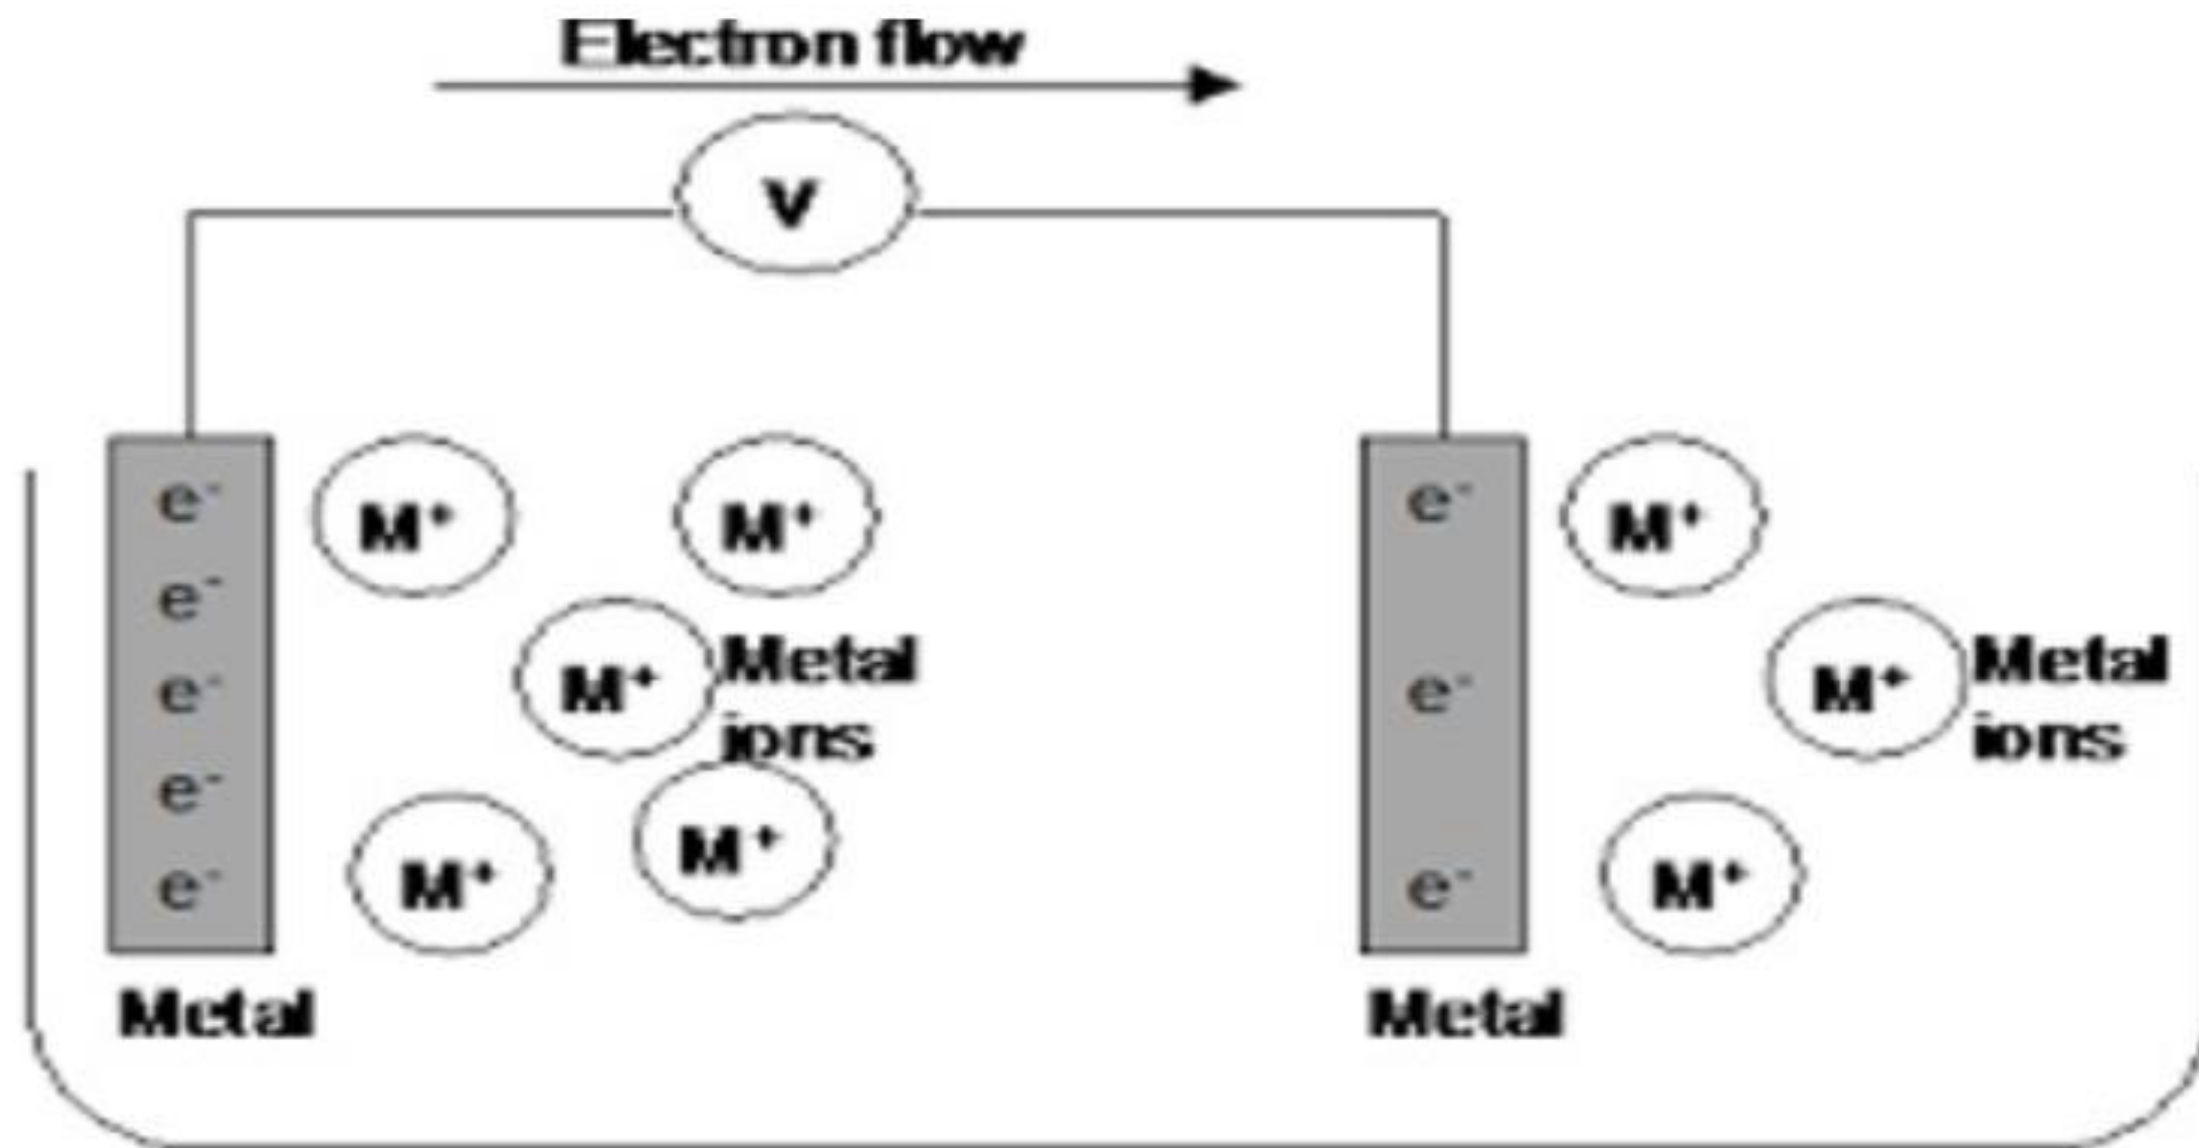 Electron flow
V
e⁻
e⁻
e⁻
e⁻
e⁻
M⁺
M⁺
M⁺
M⁺
M⁺
Metal
ions
Metal
e⁻
e⁻
e⁻
M⁺
M⁺
M⁺
Metal
ions
Metal